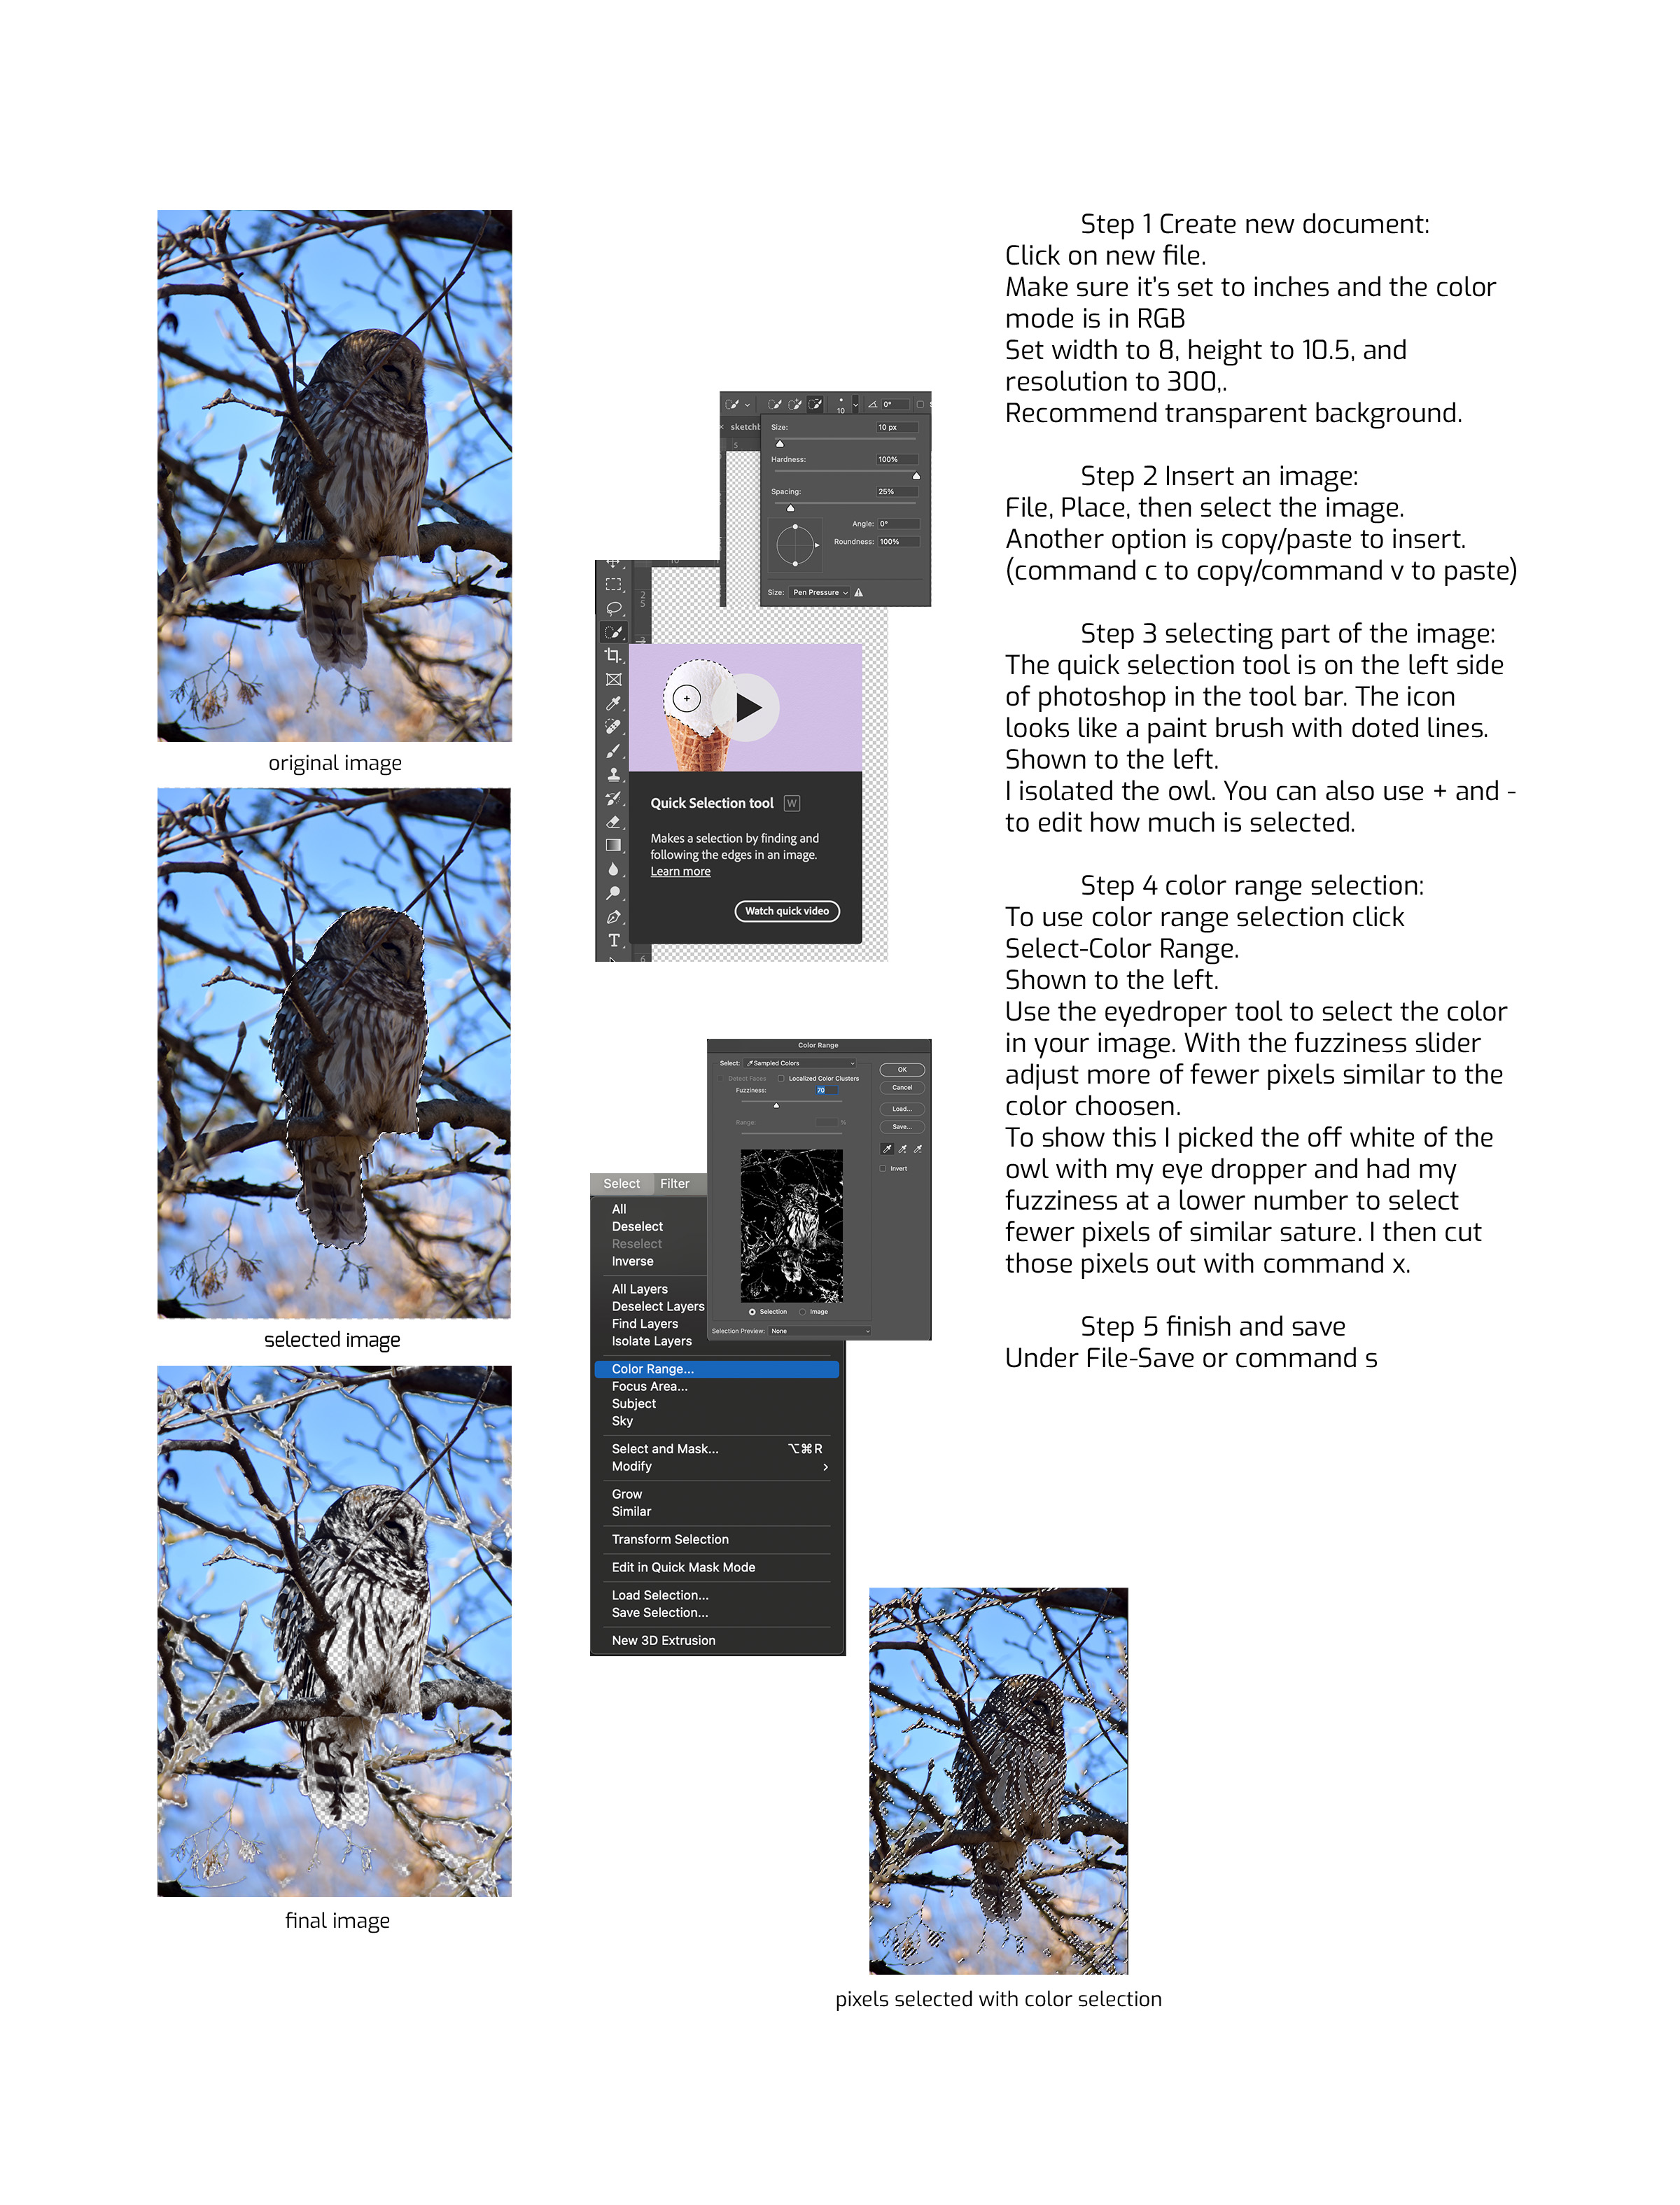 original image
selected image
final image
10
0°
sketchb
5
Size:
10 px
Hardness:
100%
Spacing:
25%
Angle: 0°
Roundness: 100%
Size: Pen Pressure
10
2
5
3
Quick Selection tool W
Makes a selection by finding and
following the edges in an image.
Learn more
Watch quick video
T
6
Color Range
Select: Sampled Colors
Detect Faces
Localized Color Clusters
Fuzziness: 70
Range: %
OK
Cancel
Load...
Save...
Invert
Selection
Image
Selection Preview: None
Select Filter
All
Deselect
Reselect
Inverse
All Layers
Deselect Layers
Find Layers
Isolate Layers
Color Range...
Focus Area...
Subject
Sky
Select and Mask... ⌥⌘R
Modify >
Grow
Similar
Transform Selection
Edit in Quick Mask Mode
Load Selection...
Save Selection...
New 3D Extrusion
pixels selected with color selection
Step 1 Create new document:
Click on new file.
Make sure it's set to inches and the color
mode is in RGB
Set width to 8, height to 10.5, and
resolution to 300,.
Recommend transparent background.
Step 2 Insert an image:
File, Place, then select the image.
Another option is copy/paste to insert.
(command c to copy/command v to paste)
Step 3 selecting part of the image:
The quick selection tool is on the left side
of photoshop in the tool bar. The icon
looks like a paint brush with doted lines.
Shown to the left.
I isolated the owl. You can also use + and -
to edit how much is selected.
Step 4 color range selection:
To use color range selection click
Select-Color Range.
Shown to the left.
Use the eyedroper tool to select the color
in your image. With the fuzziness slider
adjust more of fewer pixels similar to the
color choosen.
To show this I picked the off white of the
owl with my eye dropper and had my
fuzziness at a lower number to select
fewer pixels of similar sature. I then cut
those pixels out with command x.
Step 5 finish and save
Under File-Save or command s